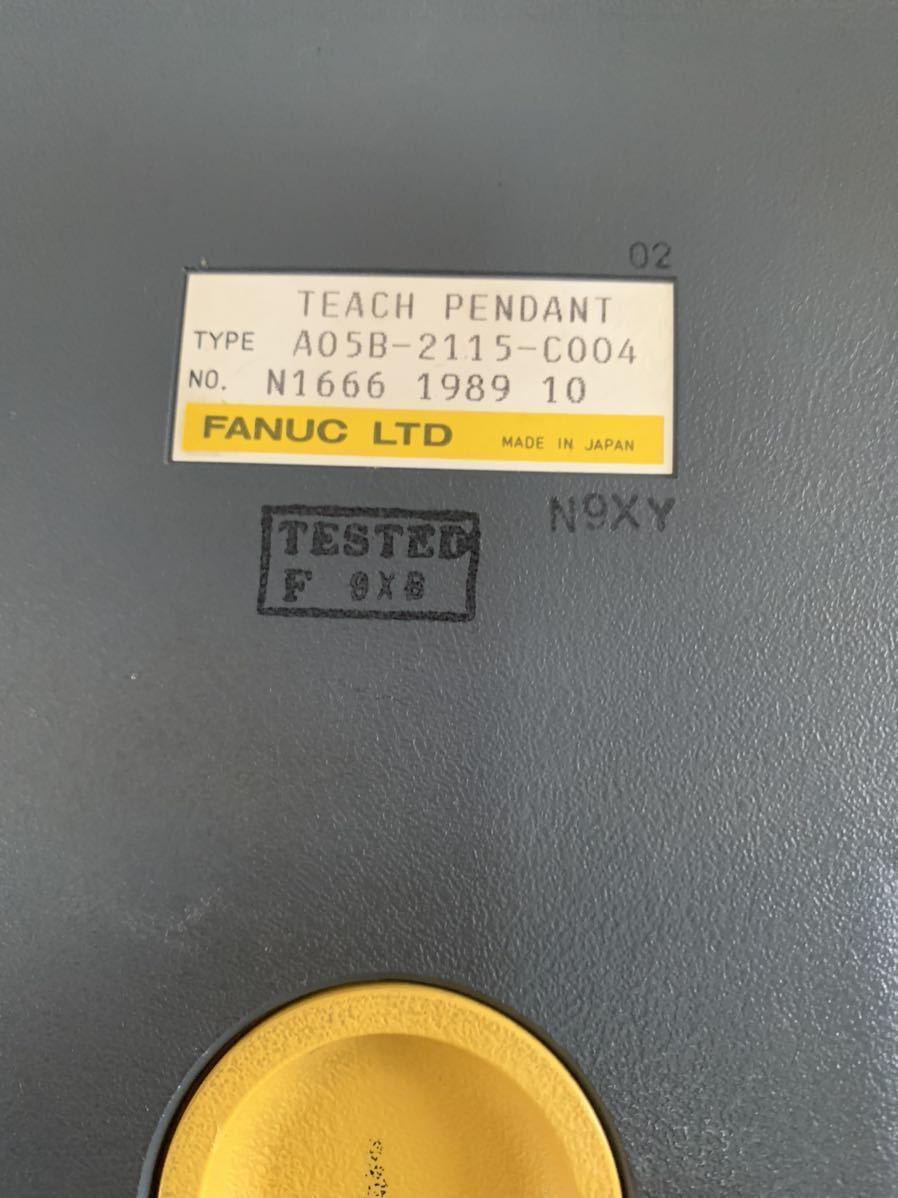 02
TEACH PENDANT
TYPE A05B-2115-C004
NO. N1666 1989 10
FANUC LTD MADE IN JAPAN
N9XY
TESTED
F 9X8